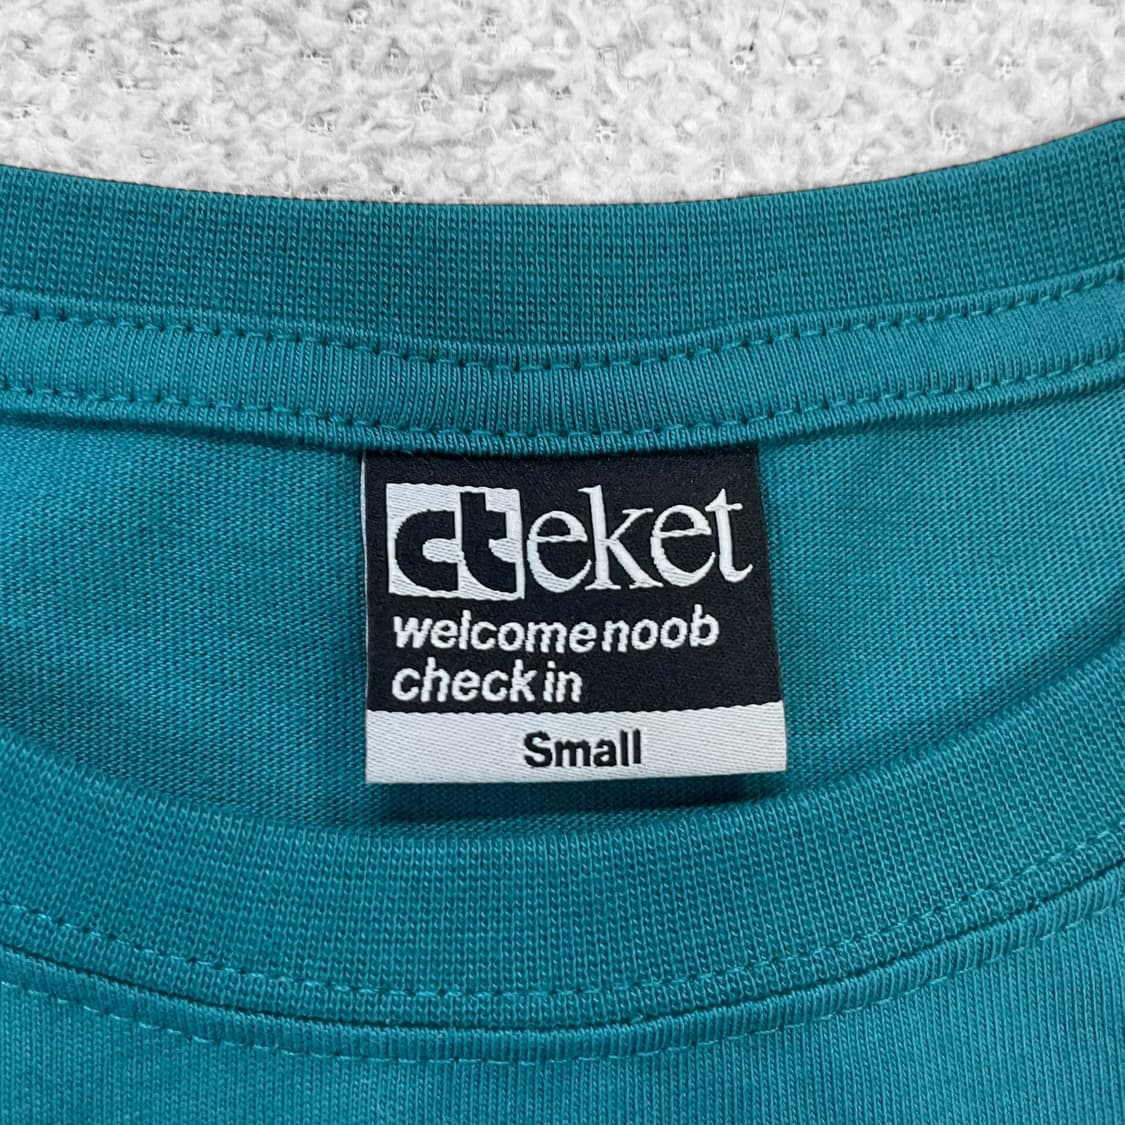 cteket
welcome noob
check in
Small